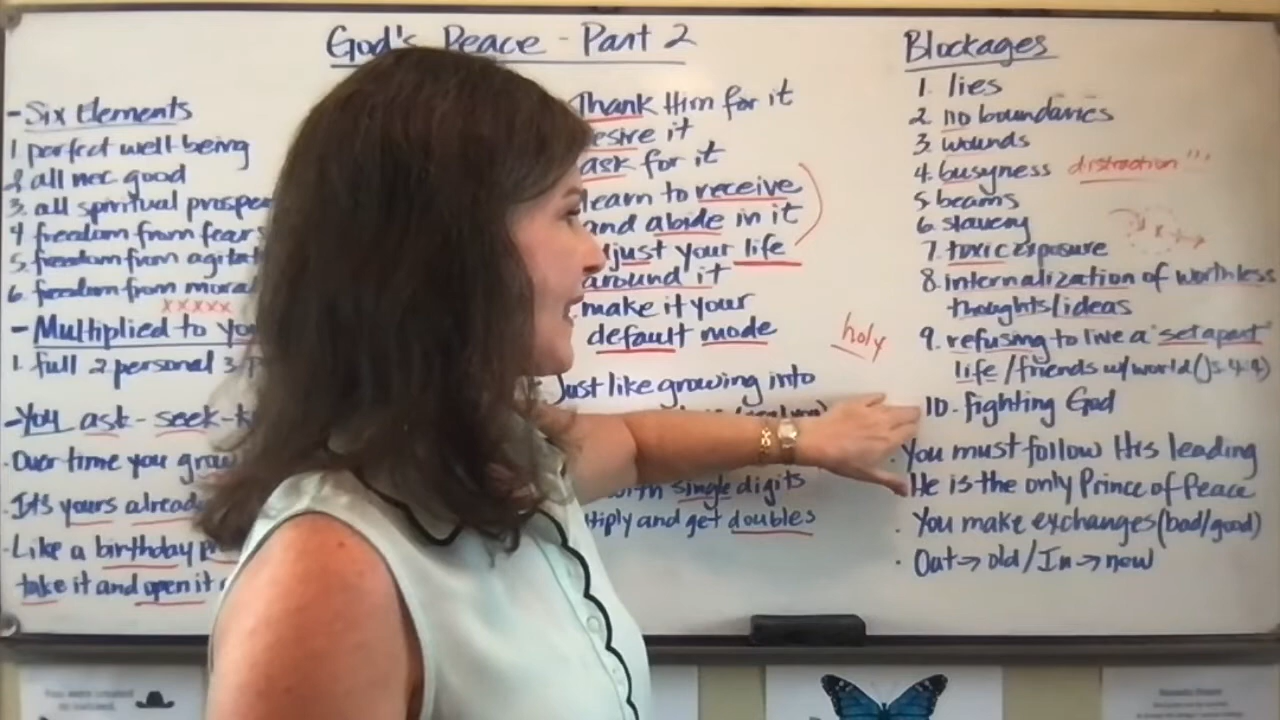 God's Peace - Part 2
- Six Elements
1. perfect well-being
2. all nec. good
3. all spiritual
4. freedom from fears
5. freedom from
6. freedom from
xxxxx
- Multiplied to
1. full 2 personal 3
- You ask - seek -
· Over time you
· It's yours already
· Like a birthday
take it and open it
Thank Him for it
desire it
ask for it
learn to receive
and abide in it
adjust your life
around it
make it your
default mode
Just like growing into
with single digits
and get doubles
holy
Blockages
1. lies
2. no boundaries
3. wounds
4. busyness distraction
5. beams
6. slavery
7. toxic exposure
8. internalization of worthless
thoughts/ideas
9. refusing to live a "set apart"
life/friends w/world (Js. 4:4)
10. fighting God
· You must follow His leading
· He is the only Prince of Peace
· You make exchanges (bad/good)
· Out → old / In → new
You were created